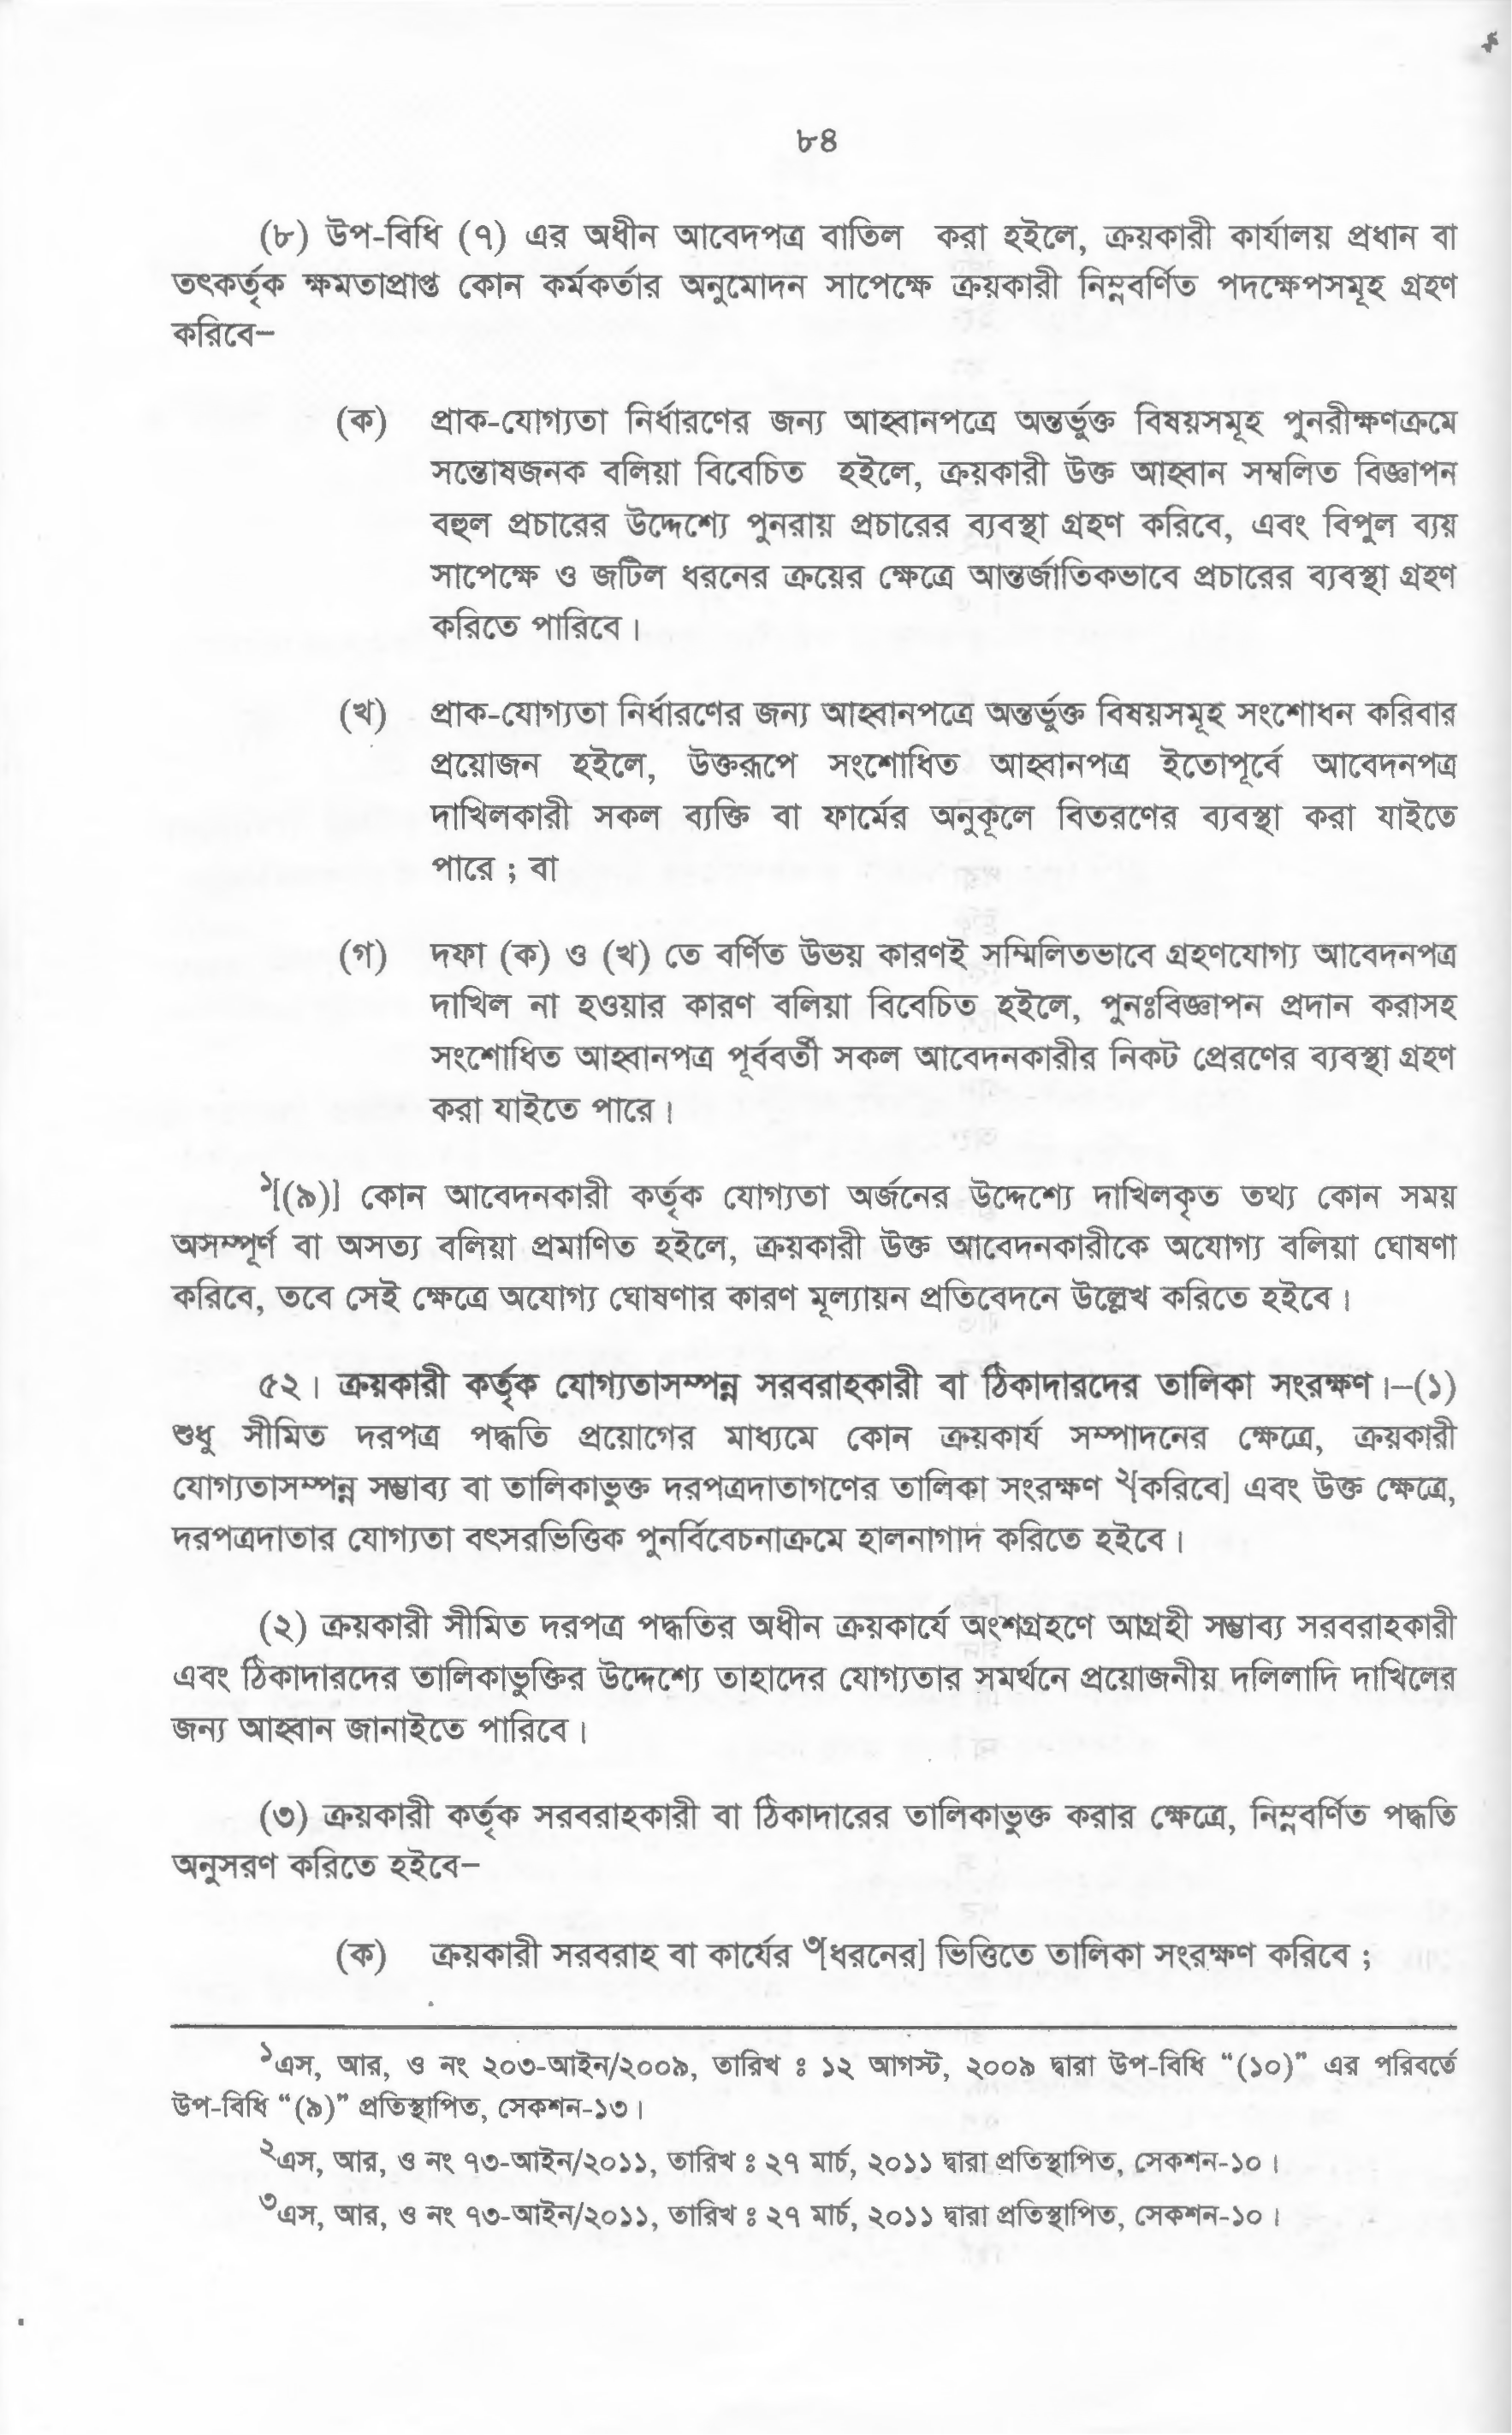 ৮৪
(৮) উপ-বিধি (৭) এর অধীন আবেদপত্র বাতিল করা হইলে, ক্রয়কারী কার্যালয় প্রধান বা
তৎকর্তৃক ক্ষমতাপ্রাপ্ত কোন কর্মকর্তার অনুমোদন সাপেক্ষে ক্রয়কারী নিম্নবর্ণিত পদক্ষেপসমূহ গ্রহণ
করিবে−
(ক) প্রাক-যোগ্যতা নির্ধারণের জন্য আহ্বানপত্রে অন্তর্ভুক্ত বিষয়সমূহ পুনরীক্ষণক্রমে
সন্তোষজনক বলিয়া বিবেচিত হইলে, ক্রয়কারী উক্ত আহ্বান সম্বলিত বিজ্ঞাপন
বহুল প্রচারের উদ্দেশ্যে পুনরায় প্রচারের ব্যবস্থা গ্রহণ করিবে, এবং বিপুল ব্যয়
সাপেক্ষে ও জটিল ধরনের ক্রয়ের ক্ষেত্রে আন্তর্জাতিকভাবে প্রচারের ব্যবস্থা গ্রহণ
করিতে পারিবে।
(খ) প্রাক-যোগ্যতা নির্ধারণের জন্য আহ্বানপত্রে অন্তর্ভুক্ত বিষয়সমূহ সংশোধন করিবার
প্রয়োজন হইলে, উক্তরূপে সংশোধিত আহ্বানপত্র ইতোপূর্বে আবেদনপত্র
দাখিলকারী সকল ব্যক্তি বা ফার্মের অনুকূলে বিতরণের ব্যবস্থা করা যাইতে
পারে ; বা
(গ) দফা (ক) ও (খ) তে বর্ণিত উভয় কারণই সম্মিলিতভাবে গ্রহণযোগ্য আবেদনপত্র
দাখিল না হওয়ার কারণ বলিয়া বিবেচিত হইলে, পুনঃবিজ্ঞাপন প্রদান করাসহ
সংশোধিত আহ্বানপত্র পূর্ববর্তী সকল আবেদনকারীর নিকট প্রেরণের ব্যবস্থা গ্রহণ
করা যাইতে পারে।
১[(৯)] কোন আবেদনকারী কর্তৃক যোগ্যতা অর্জনের উদ্দেশ্যে দাখিলকৃত তথ্য কোন সময়
অসম্পূর্ণ বা অসত্য বলিয়া প্রমাণিত হইলে, ক্রয়কারী উক্ত আবেদনকারীকে অযোগ্য বলিয়া ঘোষণা
করিবে, তবে সেই ক্ষেত্রে অযোগ্য ঘোষণার কারণ মূল্যায়ন প্রতিবেদনে উল্লেখ করিতে হইবে।
৫২। ক্রয়কারী কর্তৃক যোগ্যতাসম্পন্ন সরবরাহকারী বা ঠিকাদারদের তালিকা সংরক্ষণ।−(১)
শুধু সীমিত দরপত্র পদ্ধতি প্রয়োগের মাধ্যমে কোন ক্রয়কার্য সম্পাদনের ক্ষেত্রে, ক্রয়কারী
যোগ্যতাসম্পন্ন সম্ভাব্য বা তালিকাভুক্ত দরপত্রদাতাগণের তালিকা সংরক্ষণ ২[করিবে] এবং উক্ত ক্ষেত্রে,
দরপত্রদাতার যোগ্যতা বৎসরভিত্তিক পুনর্বিবেচনাক্রমে হালনাগাদ করিতে হইবে।
(২) ক্রয়কারী সীমিত দরপত্র পদ্ধতির অধীন ক্রয়কার্যে অংশগ্রহণে আগ্রহী সম্ভাব্য সরবরাহকারী
এবং ঠিকাদারদের তালিকাভুক্তির উদ্দেশ্যে তাহাদের যোগ্যতার সমর্থনে প্রয়োজনীয় দলিলাদি দাখিলের
জন্য আহ্বান জানাইতে পারিবে।
(৩) ক্রয়কারী কর্তৃক সরবরাহকারী বা ঠিকাদারের তালিকাভুক্ত করার ক্ষেত্রে, নিম্নবর্ণিত পদ্ধতি
অনুসরণ করিতে হইবে−
(ক) ক্রয়কারী সরবরাহ বা কার্যের ৩[ধরনের] ভিত্তিতে তালিকা সংরক্ষণ করিবে ;
১এস, আর, ও নং ২০৩-আইন/২০০৯, তারিখ ঃ ১২ আগস্ট, ২০০৯ দ্বারা উপ-বিধি “(১০)” এর পরিবর্তে
উপ-বিধি “(৯)” প্রতিস্থাপিত, সেকশন-১৩।
২এস, আর, ও নং ৭৩-আইন/২০১১, তারিখ ঃ ২৭ মার্চ, ২০১১ দ্বারা প্রতিস্থাপিত, সেকশন-১০।
৩এস, আর, ও নং ৭৩-আইন/২০১১, তারিখ ঃ ২৭ মার্চ, ২০১১ দ্বারা প্রতিস্থাপিত, সেকশন-১০।